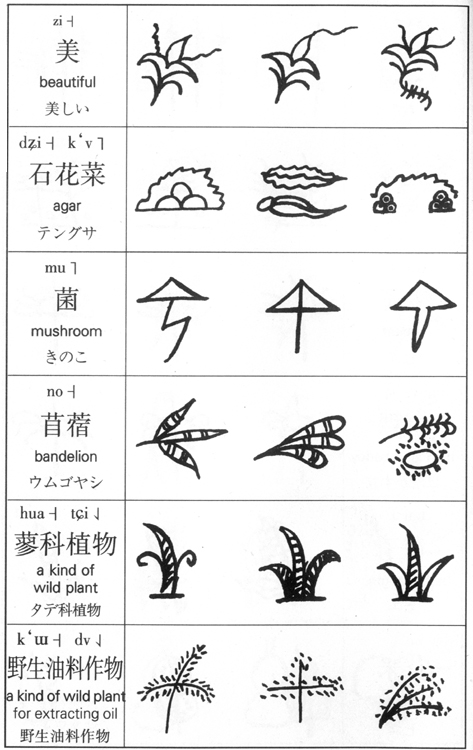 zi ˧
美
beautiful
美しい
dʑi ˧ k‘v ˥
石花菜
agar
テングサ
mu ˥
菌
mushroom
きのこ
no ˧
苜蓿
bandelion
ウムゴヤシ
hua ˧ tɕi ˩
蓼科植物
a kind of
wild plant
タデ科植物
k‘ɯ ˧ dv ˩
野生油料作物
a kind of wild plant
for extracting oil
野生油料作物